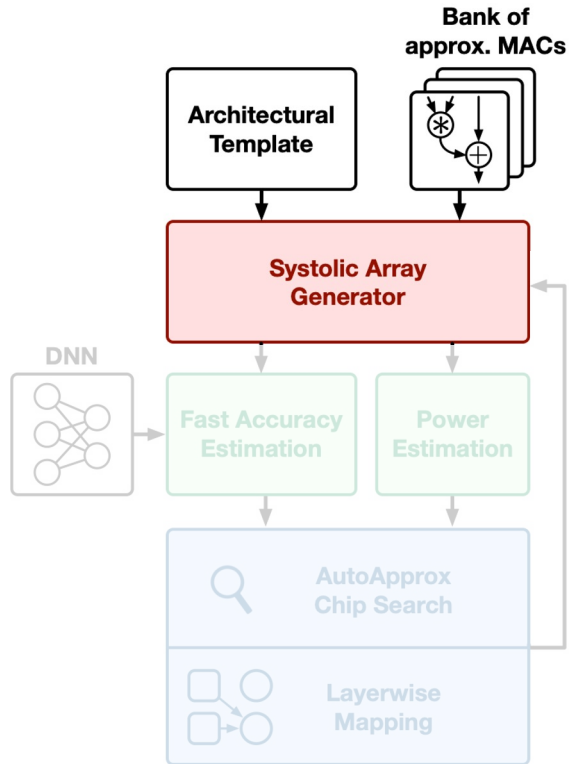 Bank of
approx. MACs
Architectural
Template
Systolic Array
Generator
DNN
Fast Accuracy
Estimation
Power
Estimation
AutoApprox
Chip Search
Layerwise
Mapping